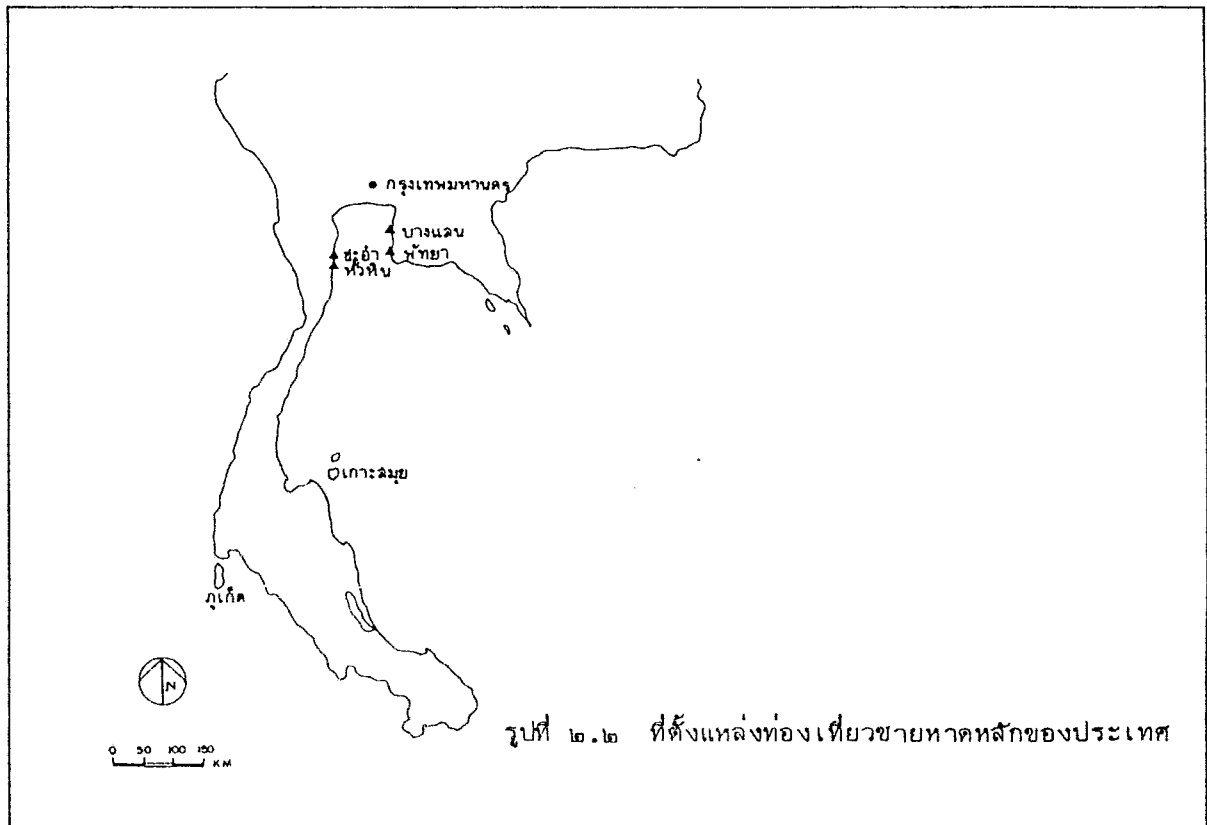 กรุงเทพมหานคร
บางแสน
ชะอำ
พัทยา
หัวหิน
เกาะสมุย
ภูเก็ต
N
0 50 100 150
KM
รูปที่ ๒.๒ ที่ตั้งแหล่งท่องเที่ยวชายหาดหลักของประเทศ